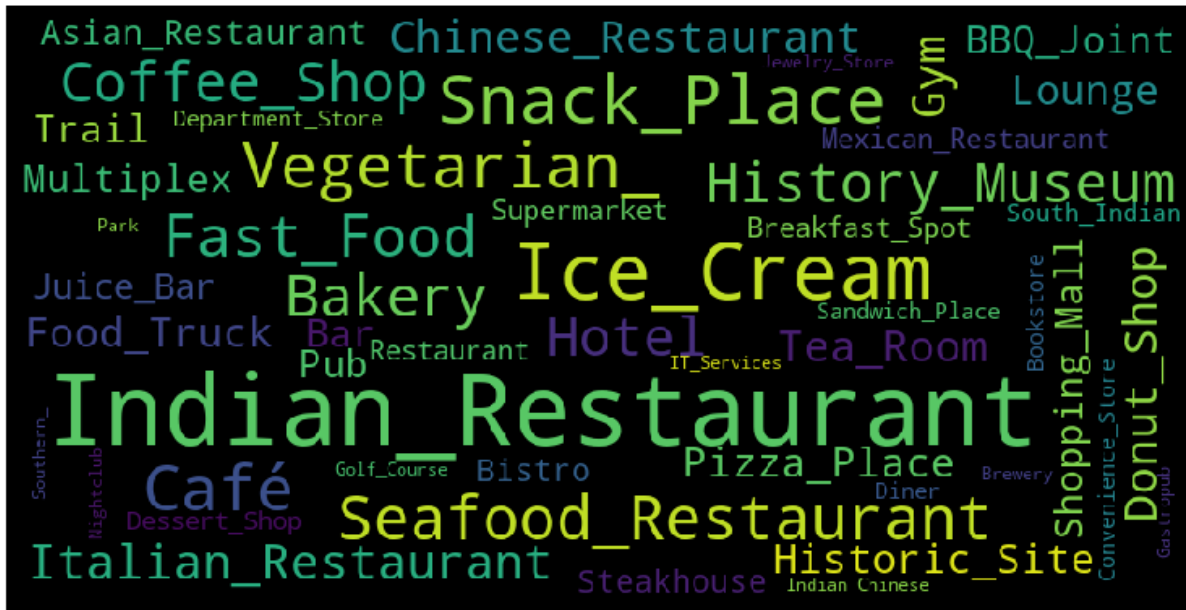 Asian_Restaurant
Chinese_Restaurant
BBQ_Joint
Jewelry_Store
Gym
Coffee_Shop
Snack_Place
Lounge
Trail
Department_Store
Mexican_Restaurant
Multiplex
Vegetarian_
History_Museum
Supermarket
South_Indian
Park
Fast_Food
Breakfast_Spot
Ice_Cream
Juice_Bar
Bakery
Bookstore
Shopping_Mall
Donut_Shop
Sandwich_Place
Food_Truck
Bar
Hotel
Tea_Room
Pub
Restaurant
IT_Services
Indian_Restaurant
Convenience_Store
Southern_
Nightclub
Café
Golf_Course
Bistro
Pizza_Place
Brewery
Diner
Gastropub
Dessert_Shop
Seafood_Restaurant
Italian_Restaurant
Historic_Site
Steakhouse
Indian Chinese